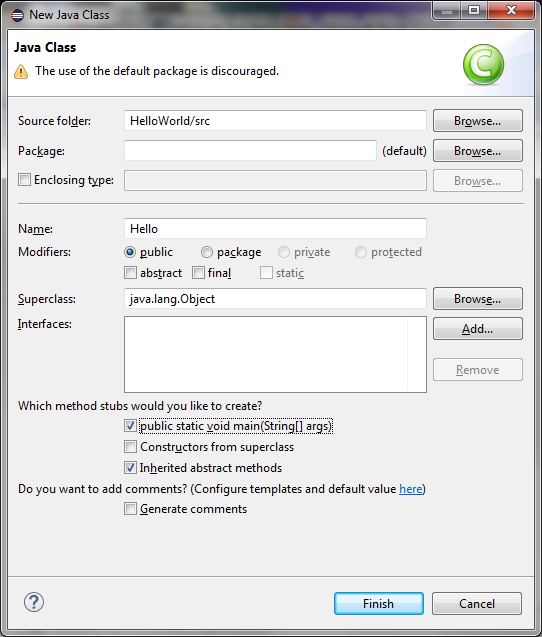 New Java Class
Java Class
The use of the default package is discouraged.
C
Source folder: HelloWorld/src Browse...
Package: (default) Browse...
Enclosing type: Browse...
Name: Hello
Modifiers: public package private protected
abstract final static
Superclass: java.lang.Object Browse...
Interfaces: Add...
Remove
Which method stubs would you like to create?
public static void main(String[] args)
Constructors from superclass
Inherited abstract methods
Do you want to add comments? (Configure templates and default value here)
Generate comments
? Finish Cancel